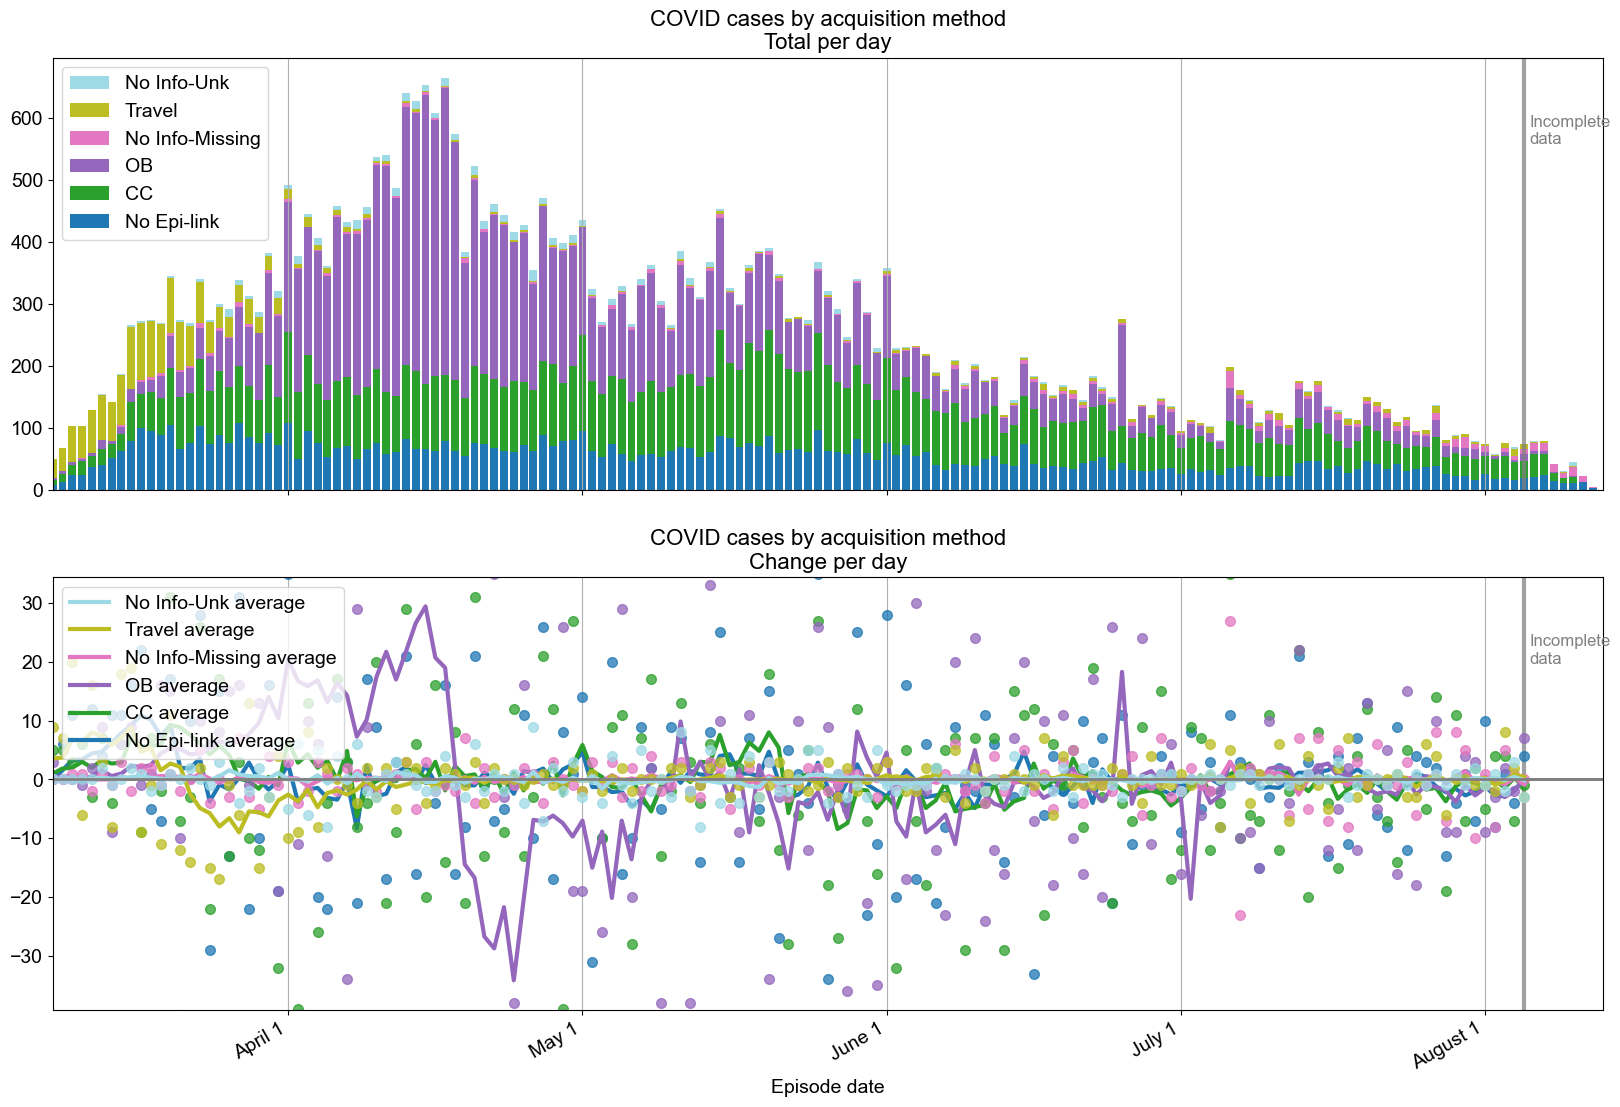 COVID cases by acquisition method
Total per day
No Info-Unk
Travel
No Info-Missing
OB
CC
No Epi-link
Incomplete
data
600
500
400
300
200
100
0
COVID cases by acquisition method
Change per day
No Info-Unk average
Travel average
No Info-Missing average
OB average
CC average
No Epi-link average
Incomplete
data
30
20
10
0
−10
−20
−30
April 1
May 1
June 1
July 1
August 1
Episode date